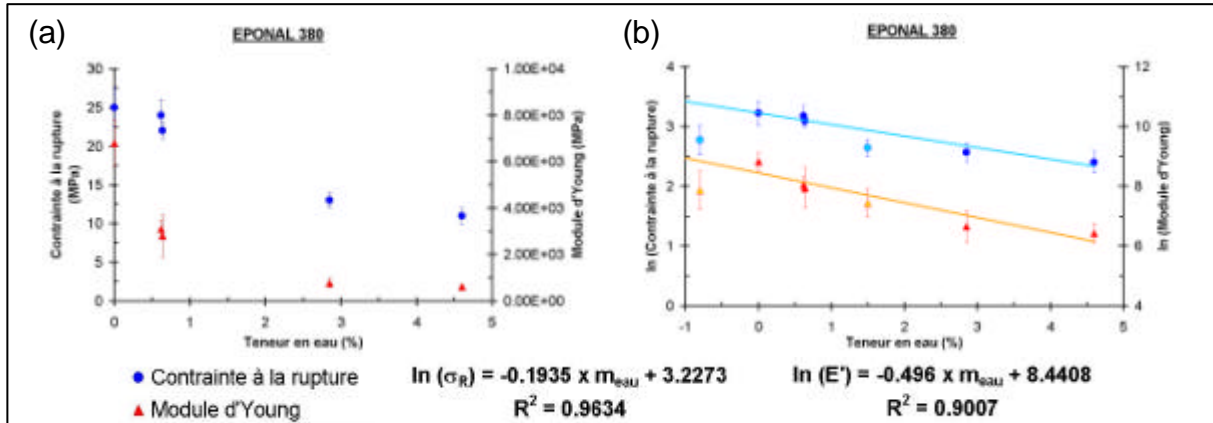 (a)
EPONAL 380
30
25
20
15
10
5
0
Contrainte à la rupture
(MPa)
1.00E+04
8.00E+03
6.00E+03
4.00E+03
2.00E+03
0.00E+00
Module d'Young (MPa)
0 1 2 3 4 5
Teneur en eau (%)
(b)
EPONAL 380
4
3
2
1
0
ln (Contrainte à la rupture)
12
10
8
6
4
ln (Module d'Young)
-1 0 1 2 3 4 5
Teneur en eau (%)
Contrainte à la rupture
Module d'Young
ln (σR) = -0.1935 x meau + 3.2273
R2 = 0.9634
ln (E') = -0.496 x meau + 8.4408
R2 = 0.9007